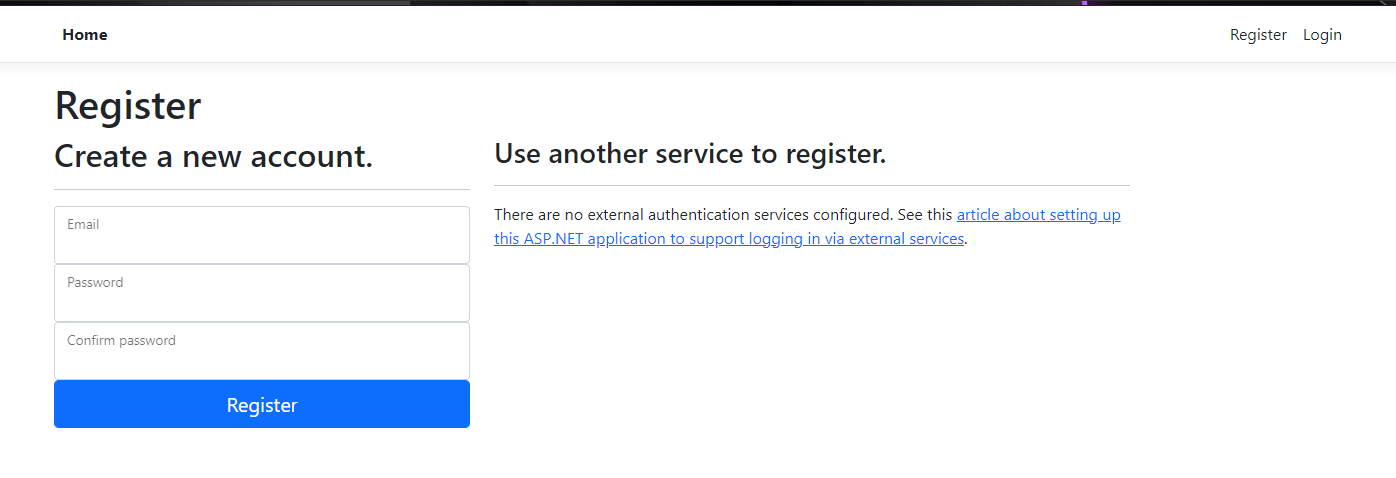 Home
Register
Login
Register
Create a new account.
Email
Password
Confirm password
Register
Use another service to register.
There are no external authentication services configured. See this article about setting up
this ASP.NET application to support logging in via external services.